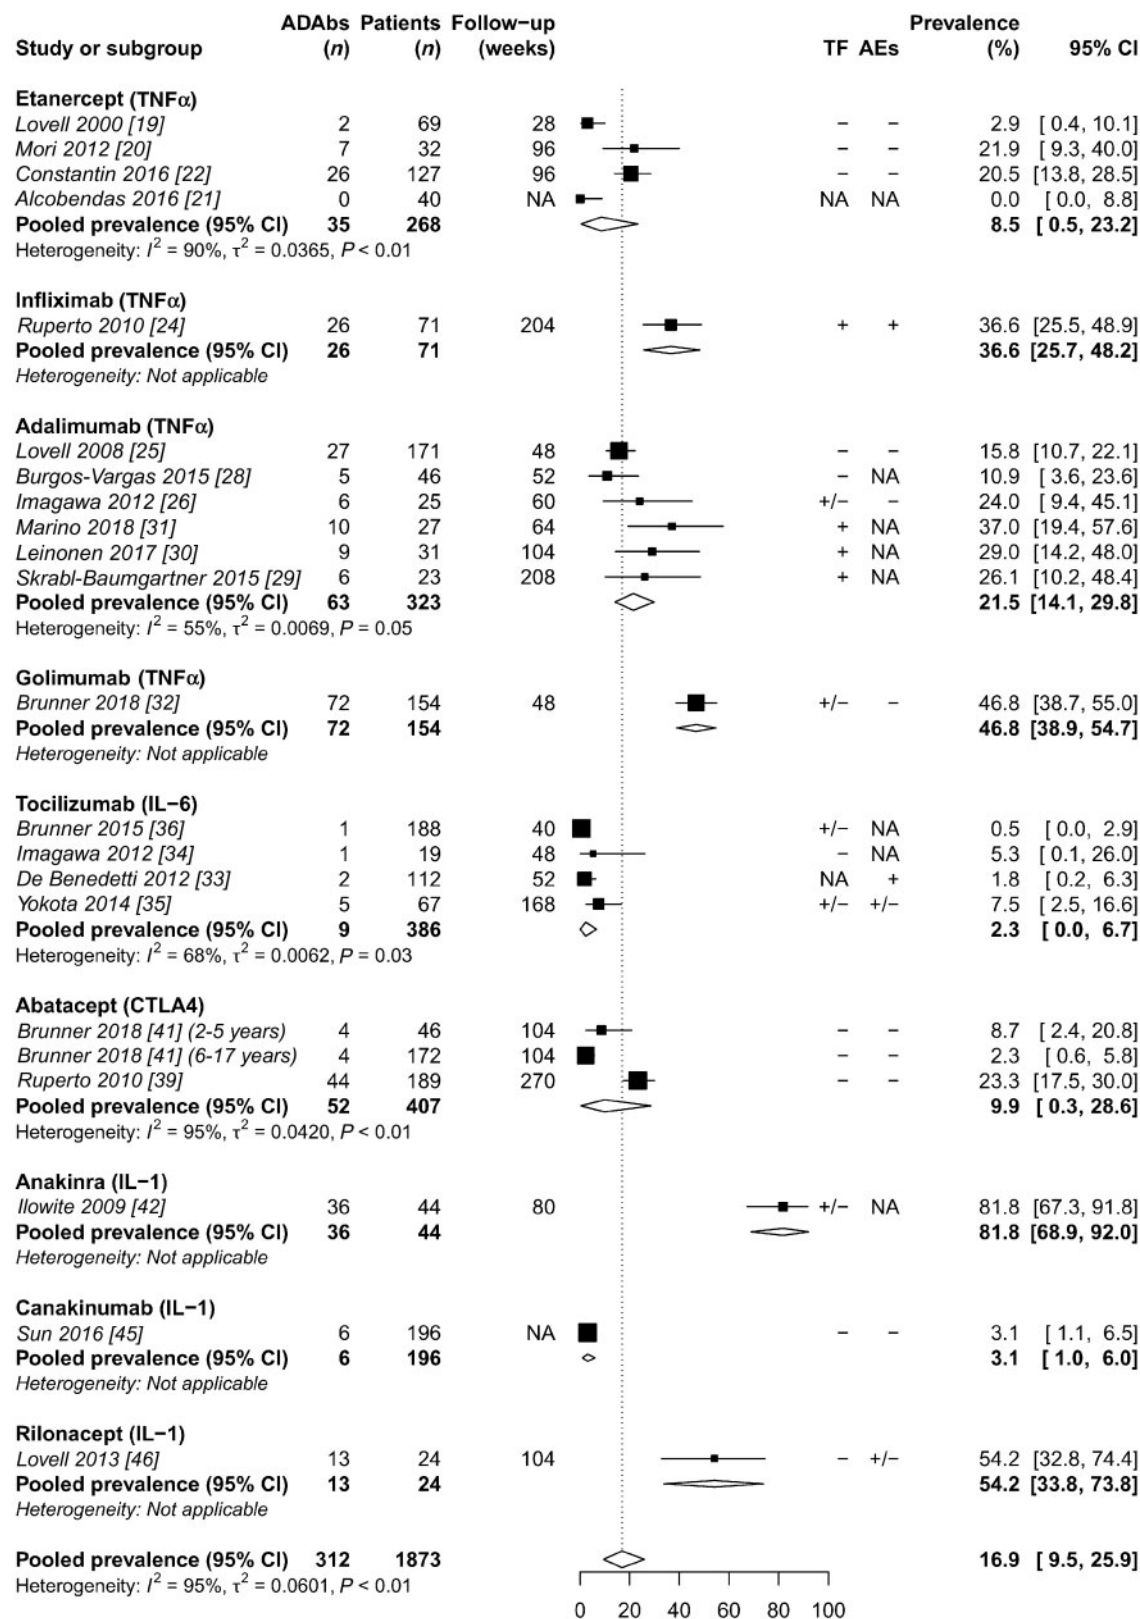 ADAbs Patients Follow−up Prevalence
Study or subgroup (n) (n) (weeks) TF AEs (%) 95% CI
Etanercept (TNFα)
Lovell 2000 [19] 2 69 28 − − 2.9 [ 0.4, 10.1]
Mori 2012 [20] 7 32 96 − − 21.9 [ 9.3, 40.0]
Constantin 2016 [22] 26 127 96 − − 20.5 [13.8, 28.5]
Alcobendas 2016 [21] 0 40 NA NA NA 0.0 [ 0.0, 8.8]
Pooled prevalence (95% CI) 35 268 8.5 [ 0.5, 23.2]
Heterogeneity: I² = 90%, τ² = 0.0365, P < 0.01
Infliximab (TNFα)
Ruperto 2010 [24] 26 71 204 + + 36.6 [25.5, 48.9]
Pooled prevalence (95% CI) 26 71 36.6 [25.7, 48.2]
Heterogeneity: Not applicable
Adalimumab (TNFα)
Lovell 2008 [25] 27 171 48 − − 15.8 [10.7, 22.1]
Burgos-Vargas 2015 [28] 5 46 52 − NA 10.9 [ 3.6, 23.6]
Imagawa 2012 [26] 6 25 60 +/− − 24.0 [ 9.4, 45.1]
Marino 2018 [31] 10 27 64 + NA 37.0 [19.4, 57.6]
Leinonen 2017 [30] 9 31 104 + NA 29.0 [14.2, 48.0]
Skrabl-Baumgartner 2015 [29] 6 23 208 + NA 26.1 [10.2, 48.4]
Pooled prevalence (95% CI) 63 323 21.5 [14.1, 29.8]
Heterogeneity: I² = 55%, τ² = 0.0069, P = 0.05
Golimumab (TNFα)
Brunner 2018 [32] 72 154 48 +/− − 46.8 [38.7, 55.0]
Pooled prevalence (95% CI) 72 154 46.8 [38.9, 54.7]
Heterogeneity: Not applicable
Tocilizumab (IL−6)
Brunner 2015 [36] 1 188 40 +/− NA 0.5 [ 0.0, 2.9]
Imagawa 2012 [34] 1 19 48 − NA 5.3 [ 0.1, 26.0]
De Benedetti 2012 [33] 2 112 52 NA + 1.8 [ 0.2, 6.3]
Yokota 2014 [35] 5 67 168 +/− +/− 7.5 [ 2.5, 16.6]
Pooled prevalence (95% CI) 9 386 2.3 [ 0.0, 6.7]
Heterogeneity: I² = 68%, τ² = 0.0062, P = 0.03
Abatacept (CTLA4)
Brunner 2018 [41] (2-5 years) 4 46 104 − − 8.7 [ 2.4, 20.8]
Brunner 2018 [41] (6-17 years) 4 172 104 − − 2.3 [ 0.6, 5.8]
Ruperto 2010 [39] 44 189 270 − − 23.3 [17.5, 30.0]
Pooled prevalence (95% CI) 52 407 9.9 [ 0.3, 28.6]
Heterogeneity: I² = 95%, τ² = 0.0420, P < 0.01
Anakinra (IL−1)
Ilowite 2009 [42] 36 44 80 +/− NA 81.8 [67.3, 91.8]
Pooled prevalence (95% CI) 36 44 81.8 [68.9, 92.0]
Heterogeneity: Not applicable
Canakinumab (IL−1)
Sun 2016 [45] 6 196 NA − − 3.1 [ 1.1, 6.5]
Pooled prevalence (95% CI) 6 196 3.1 [ 1.0, 6.0]
Heterogeneity: Not applicable
Rilonacept (IL−1)
Lovell 2013 [46] 13 24 104 − +/− 54.2 [32.8, 74.4]
Pooled prevalence (95% CI) 13 24 54.2 [33.8, 73.8]
Heterogeneity: Not applicable
Pooled prevalence (95% CI) 312 1873 16.9 [ 9.5, 25.9]
Heterogeneity: I² = 95%, τ² = 0.0601, P < 0.01
0 20 40 60 80 100